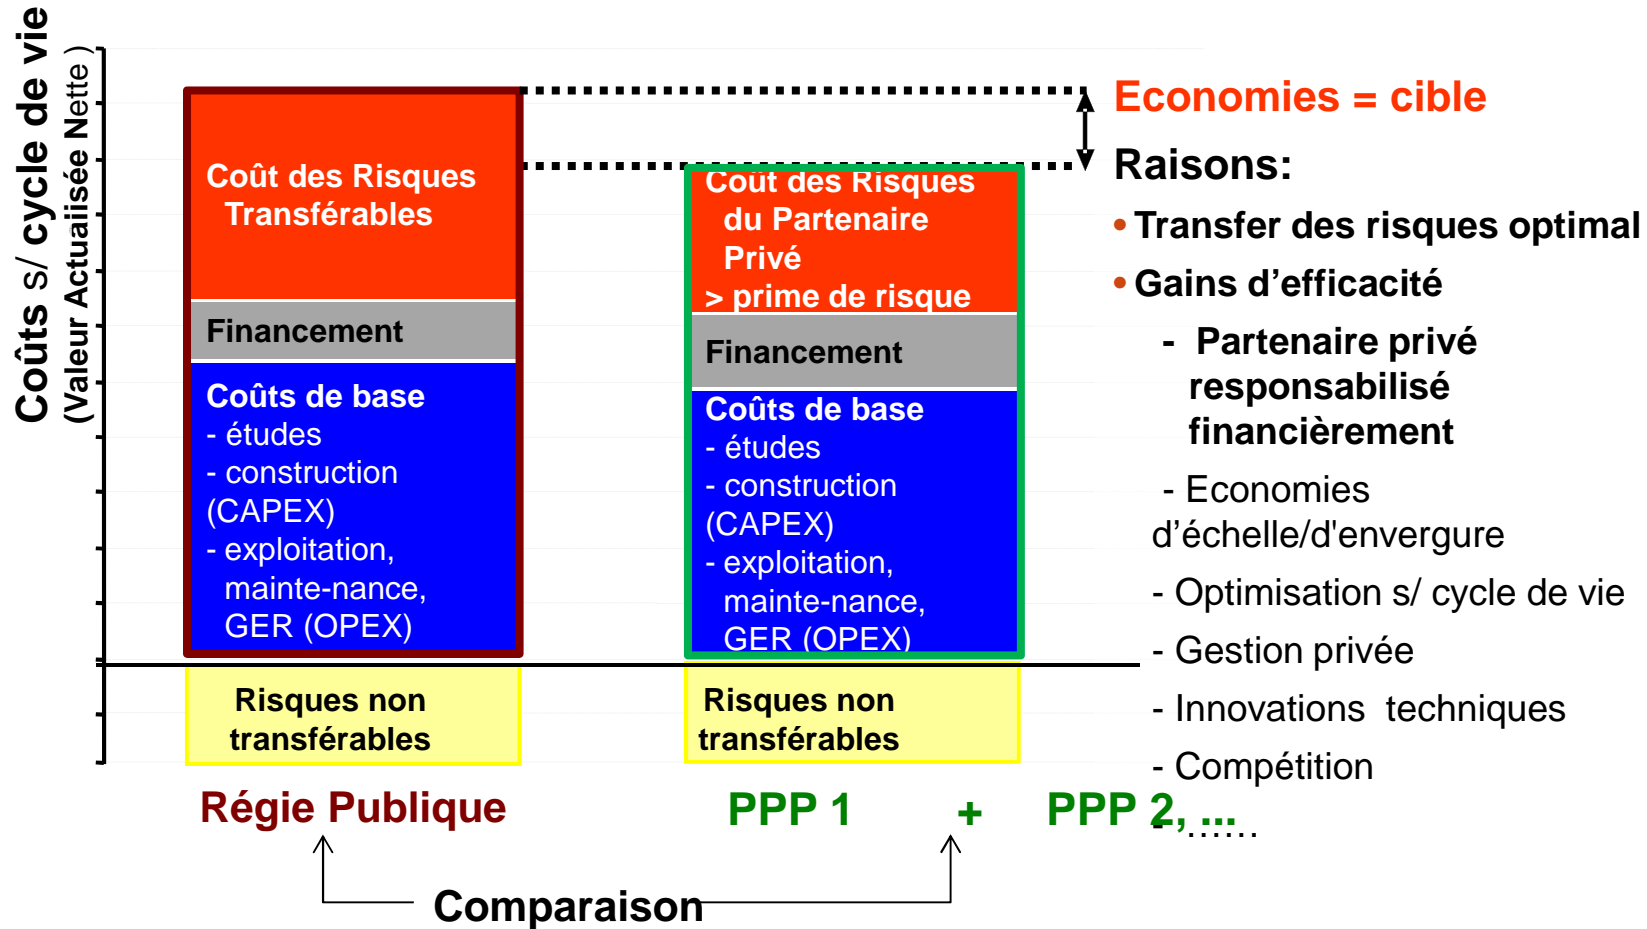 Coûts s/ cycle de vie
(Valeur Actualisée Nette )
Coût des Risques
Transférables
Financement
Coûts de base
- études
- construction
(CAPEX)
- exploitation,
mainte-nance,
GER (OPEX)
Risques non
transférables
Régie Publique
Coût des Risques
du Partenaire
Privé
> prime de risque
Financement
Coûts de base
- études
- construction
(CAPEX)
- exploitation,
mainte-nance,
GER (OPEX)
Risques non
transférables
PPP 1 + PPP 2, ...
Comparaison
Economies = cible
Raisons:
• Transfer des risques optimal
• Gains d’efficacité
- Partenaire privé
responsabilisé
financièrement
- Economies
d’échelle/d'envergure
- Optimisation s/ cycle de vie
- Gestion privée
- Innovations techniques
- Compétition
- ……